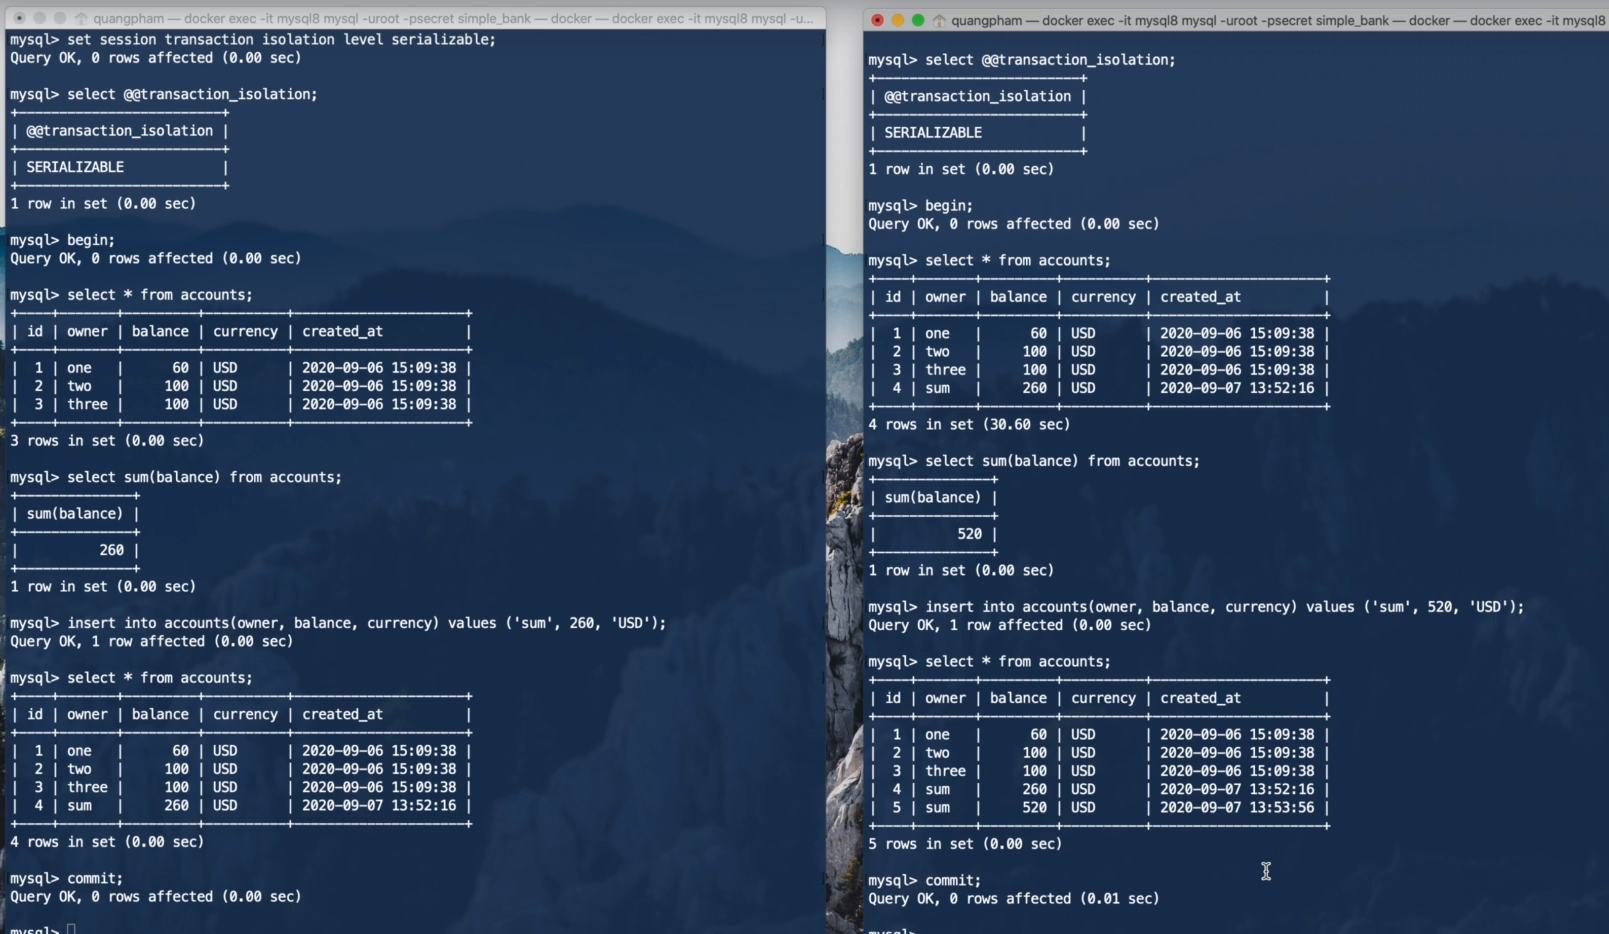 quangpham — docker exec -it mysql8 mysql -uroot -psecret simple_bank — docker — docker exec -it mysql8 mysql -u...
mysql> set session transaction isolation level serializable;
Query OK, 0 rows affected (0.00 sec)
mysql> select @@transaction_isolation;
+-------------------------+
| @@transaction_isolation |
+-------------------------+
| SERIALIZABLE            |
+-------------------------+
1 row in set (0.00 sec)
mysql> begin;
Query OK, 0 rows affected (0.00 sec)
mysql> select * from accounts;
+----+-------+---------+----------+---------------------+
| id | owner | balance | currency | created_at          |
+----+-------+---------+----------+---------------------+
|  1 | one   |      60 | USD      | 2020-09-06 15:09:38 |
|  2 | two   |     100 | USD      | 2020-09-06 15:09:38 |
|  3 | three |     100 | USD      | 2020-09-06 15:09:38 |
+----+-------+---------+----------+---------------------+
3 rows in set (0.00 sec)
mysql> select sum(balance) from accounts;
+--------------+
| sum(balance) |
+--------------+
|          260 |
+--------------+
1 row in set (0.00 sec)
mysql> insert into accounts(owner, balance, currency) values ('sum', 260, 'USD');
Query OK, 1 row affected (0.00 sec)
mysql> select * from accounts;
+----+-------+---------+----------+---------------------+
| id | owner | balance | currency | created_at          |
+----+-------+---------+----------+---------------------+
|  1 | one   |      60 | USD      | 2020-09-06 15:09:38 |
|  2 | two   |     100 | USD      | 2020-09-06 15:09:38 |
|  3 | three |     100 | USD      | 2020-09-06 15:09:38 |
|  4 | sum   |     260 | USD      | 2020-09-07 13:52:16 |
+----+-------+---------+----------+---------------------+
4 rows in set (0.00 sec)
mysql> commit;
Query OK, 0 rows affected (0.00 sec)
mysql>
quangpham — docker exec -it mysql8 mysql -uroot -psecret simple_bank — docker — docker exec -it mysql8
mysql> select @@transaction_isolation;
+-------------------------+
| @@transaction_isolation |
+-------------------------+
| SERIALIZABLE            |
+-------------------------+
1 row in set (0.00 sec)
mysql> begin;
Query OK, 0 rows affected (0.00 sec)
mysql> select * from accounts;
+----+-------+---------+----------+---------------------+
| id | owner | balance | currency | created_at          |
+----+-------+---------+----------+---------------------+
|  1 | one   |      60 | USD      | 2020-09-06 15:09:38 |
|  2 | two   |     100 | USD      | 2020-09-06 15:09:38 |
|  3 | three |     100 | USD      | 2020-09-06 15:09:38 |
|  4 | sum   |     260 | USD      | 2020-09-07 13:52:16 |
+----+-------+---------+----------+---------------------+
4 rows in set (30.60 sec)
mysql> select sum(balance) from accounts;
+--------------+
| sum(balance) |
+--------------+
|          520 |
+--------------+
1 row in set (0.00 sec)
mysql> insert into accounts(owner, balance, currency) values ('sum', 520, 'USD');
Query OK, 1 row affected (0.00 sec)
mysql> select * from accounts;
+----+-------+---------+----------+---------------------+
| id | owner | balance | currency | created_at          |
+----+-------+---------+----------+---------------------+
|  1 | one   |      60 | USD      | 2020-09-06 15:09:38 |
|  2 | two   |     100 | USD      | 2020-09-06 15:09:38 |
|  3 | three |     100 | USD      | 2020-09-06 15:09:38 |
|  4 | sum   |     260 | USD      | 2020-09-07 13:52:16 |
|  5 | sum   |     520 | USD      | 2020-09-07 13:53:56 |
+----+-------+---------+----------+---------------------+
5 rows in set (0.00 sec)
mysql> commit;
Query OK, 0 rows affected (0.01 sec)
mysql>